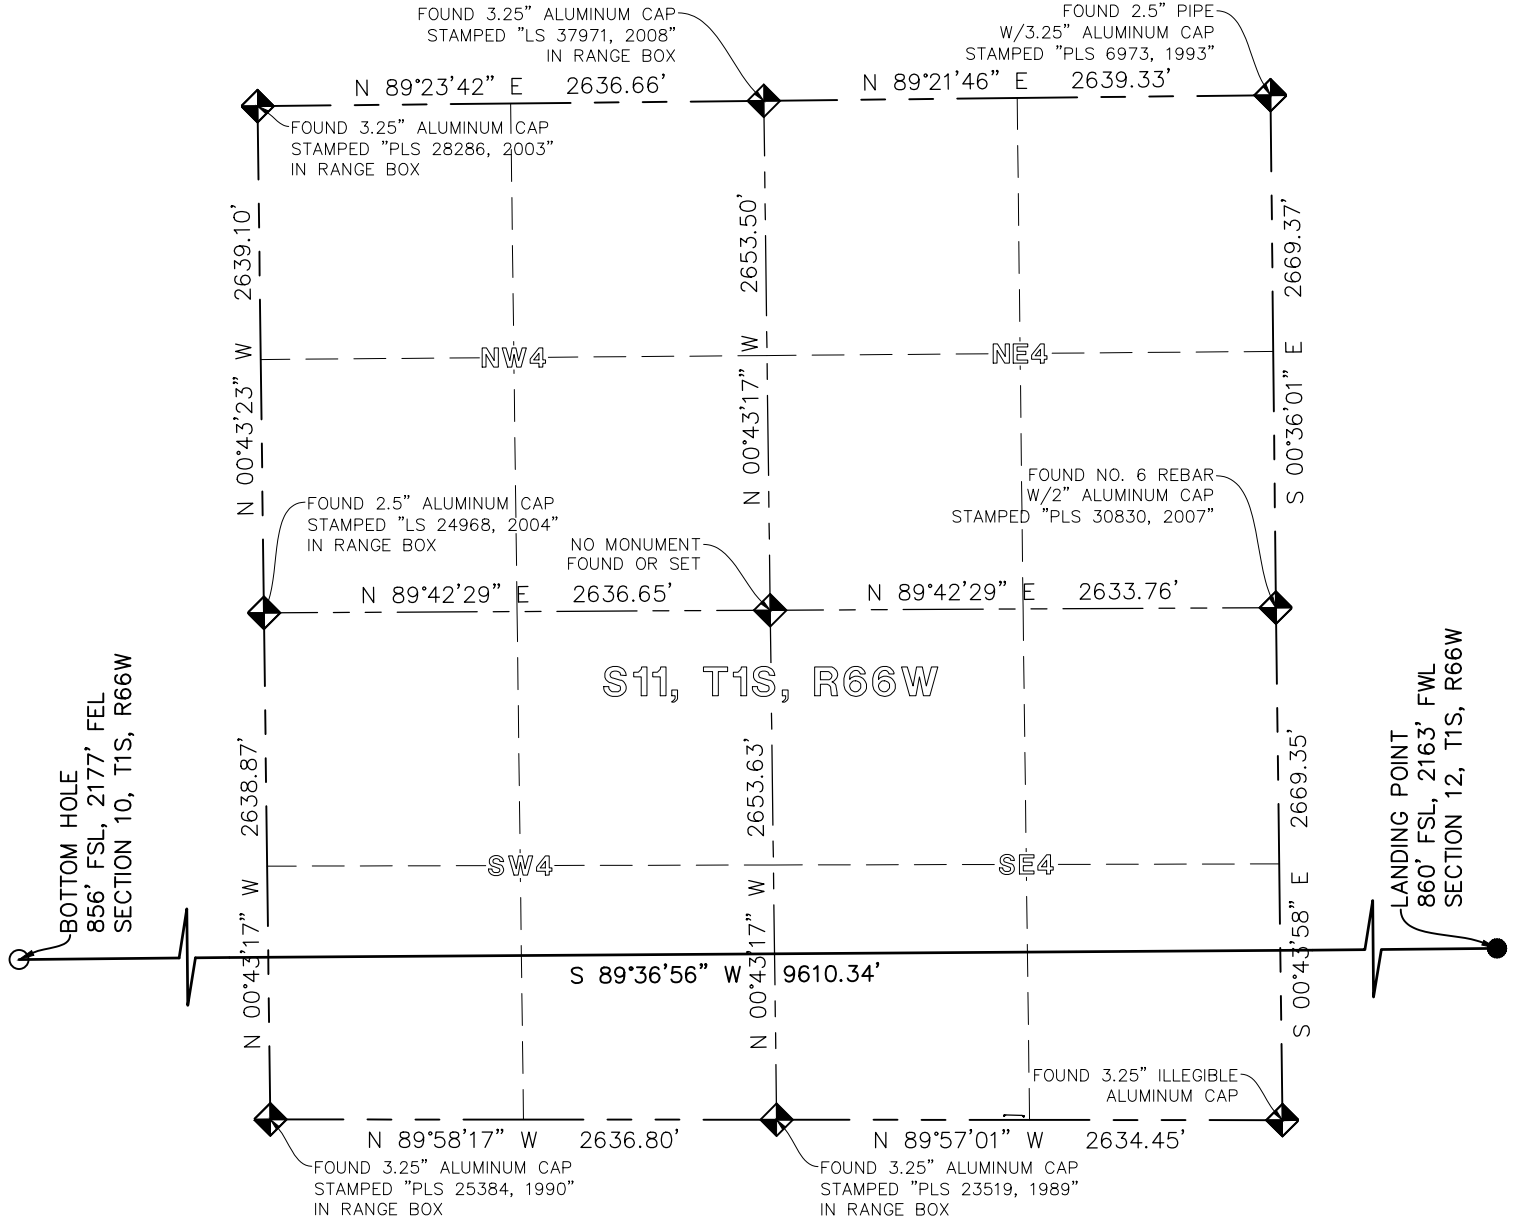 FOUND 3.25" ALUMINUM CAP
STAMPED "LS 37971, 2008"
IN RANGE BOX
FOUND 2.5" PIPE
W/3.25" ALUMINUM CAP
STAMPED "PLS 6973, 1993"
N 89°23'42" E 2636.66'
N 89°21'46" E 2639.33'
FOUND 3.25" ALUMINUM CAP
STAMPED "PLS 28286, 2003"
IN RANGE BOX
N 00°43'23" W 2639.10'
N 00°43'17" W 2653.50'
S 00°36'01" E 2669.37'
NW4
NE4
FOUND 2.5" ALUMINUM CAP
STAMPED "LS 24968, 2004"
IN RANGE BOX
NO MONUMENT
FOUND OR SET
FOUND NO. 6 REBAR
W/2" ALUMINUM CAP
STAMPED "PLS 30830, 2007"
N 89°42'29" E 2636.65'
N 89°42'29" E 2633.76'
S11, T1S, R66W
BOTTOM HOLE
856' FSL, 2177' FEL
SECTION 10, T1S, R66W
N 00°43'17" W 2638.87'
N 00°43'17" W 2653.63'
S 00°43'58" E 2669.35'
LANDING POINT
860' FSL, 2163' FWL
SECTION 12, T1S, R66W
SW4
SE4
S 89°36'56" W 9610.34'
FOUND 3.25" ILLEGIBLE
ALUMINUM CAP
N 89°58'17" W 2636.80'
N 89°57'01" W 2634.45'
FOUND 3.25" ALUMINUM CAP
STAMPED "PLS 25384, 1990"
IN RANGE BOX
FOUND 3.25" ALUMINUM CAP
STAMPED "PLS 23519, 1989"
IN RANGE BOX